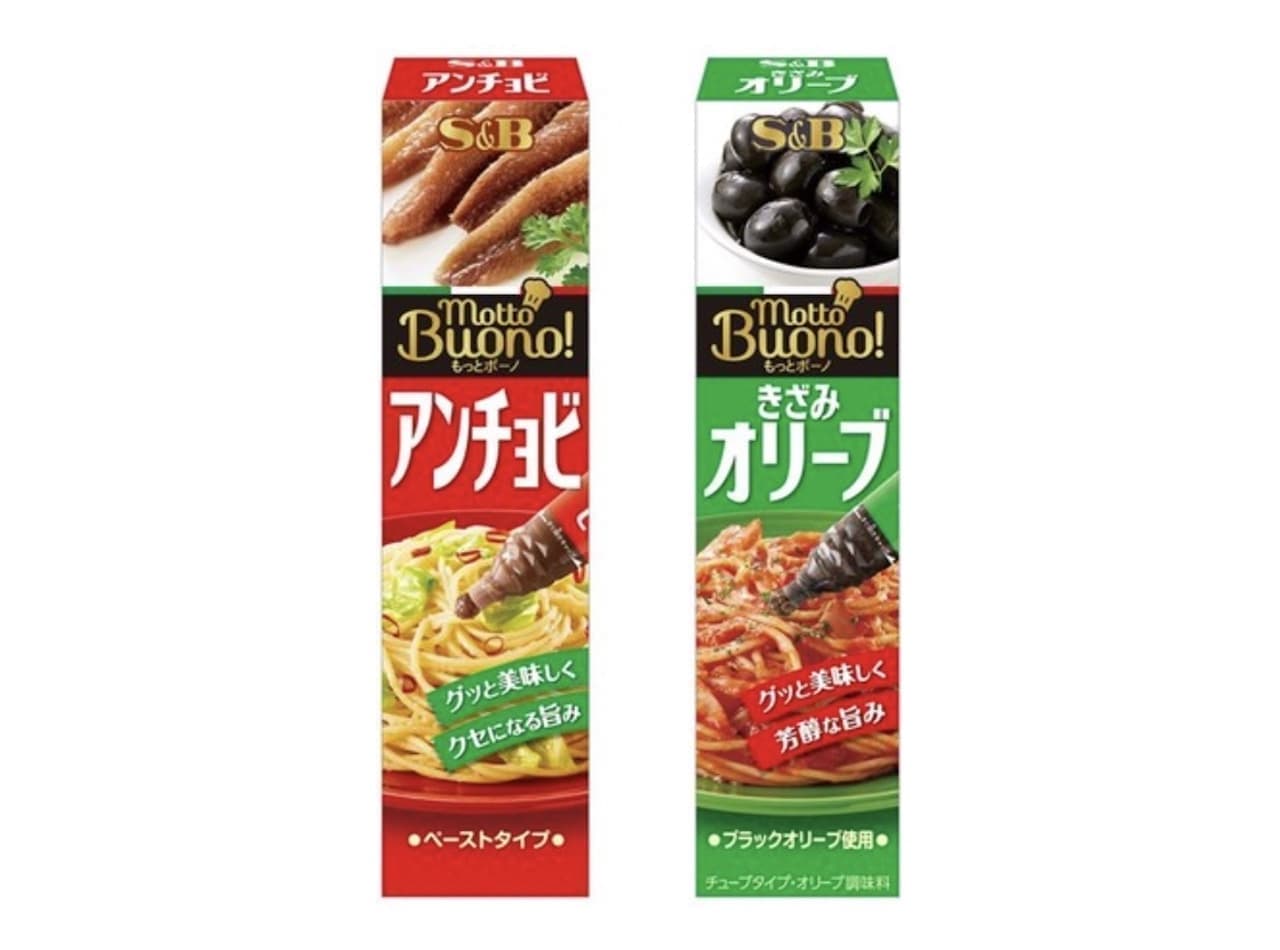 S&B
アンチョビ
S&B
Motto
Buono!
もっとボーノ
アンチョビ
グッと美味しく
クセになる旨み
●ペーストタイプ●
S&B
きざみ
オリーブ
S&B
Motto
Buono!
もっとボーノ
きざみ
オリーブ
グッと美味しく
芳醇な旨み
●ブラックオリーブ使用●
チューブタイプ・オリーブ調味料